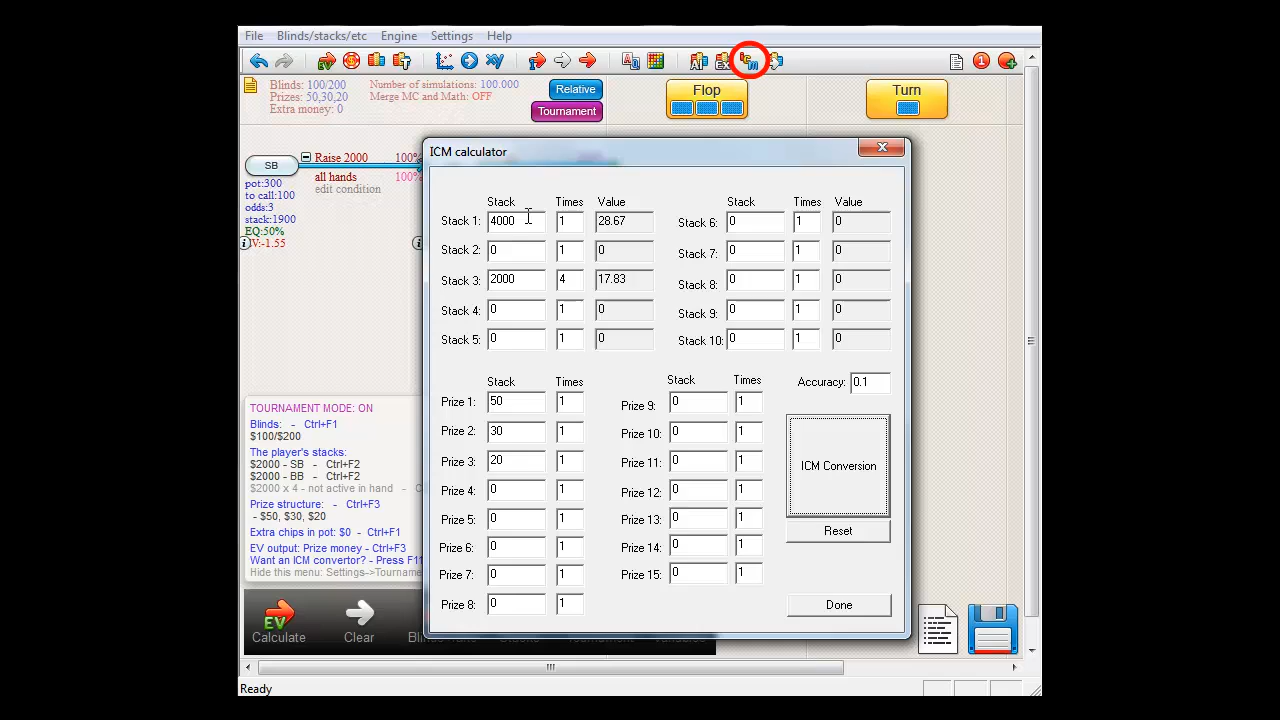 File Blinds/stacks/etc Engine Settings Help
Blinds: 100/200
Prizes: 50,30,20
Extra money: 0
Number of simulations: 100.000
Merge MC and Math: OFF
Relative
Tournament
Flop
Turn
SB
Raise 2000 100%
all hands 100%
edit condition
pot:300
to call:100
odds:3
stack:1900
EQ:50%
V:-1.55
ICM calculator
Stack Times Value
Stack 1: 4000 1 28.67
Stack 2: 0 1 0
Stack 3: 2000 4 17.83
Stack 4: 0 1 0
Stack 5: 0 1 0
Stack Times Value
Stack 6: 0 1 0
Stack 7: 0 1 0
Stack 8: 0 1 0
Stack 9: 0 1 0
Stack 10: 0 1 0
Stack Times
Prize 1: 50 1
Prize 2: 30 1
Prize 3: 20 1
Prize 4: 0 1
Prize 5: 0 1
Prize 6: 0 1
Prize 7: 0 1
Prize 8: 0 1
Stack Times
Prize 9: 0 1
Prize 10: 0 1
Prize 11: 0 1
Prize 12: 0 1
Prize 13: 0 1
Prize 14: 0 1
Prize 15: 0 1
Accuracy: 0.1
ICM Conversion
Reset
Done
TOURNAMENT MODE: ON
Blinds: - Ctrl+F1
$100/$200
The player's stacks:
$2000 - SB - Ctrl+F2
$2000 - BB - Ctrl+F2
$2000 x 4 - not active in hand - C
Prize structure: - Ctrl+F3
- $50, $30, $20
Extra chips in pot: $0 - Ctrl+F1
EV output: Prize money - Ctrl+F3
Want an ICM convertor? - Press F11
Hide this menu: Settings->Tourname
EV
Calculate
Clear
Ready